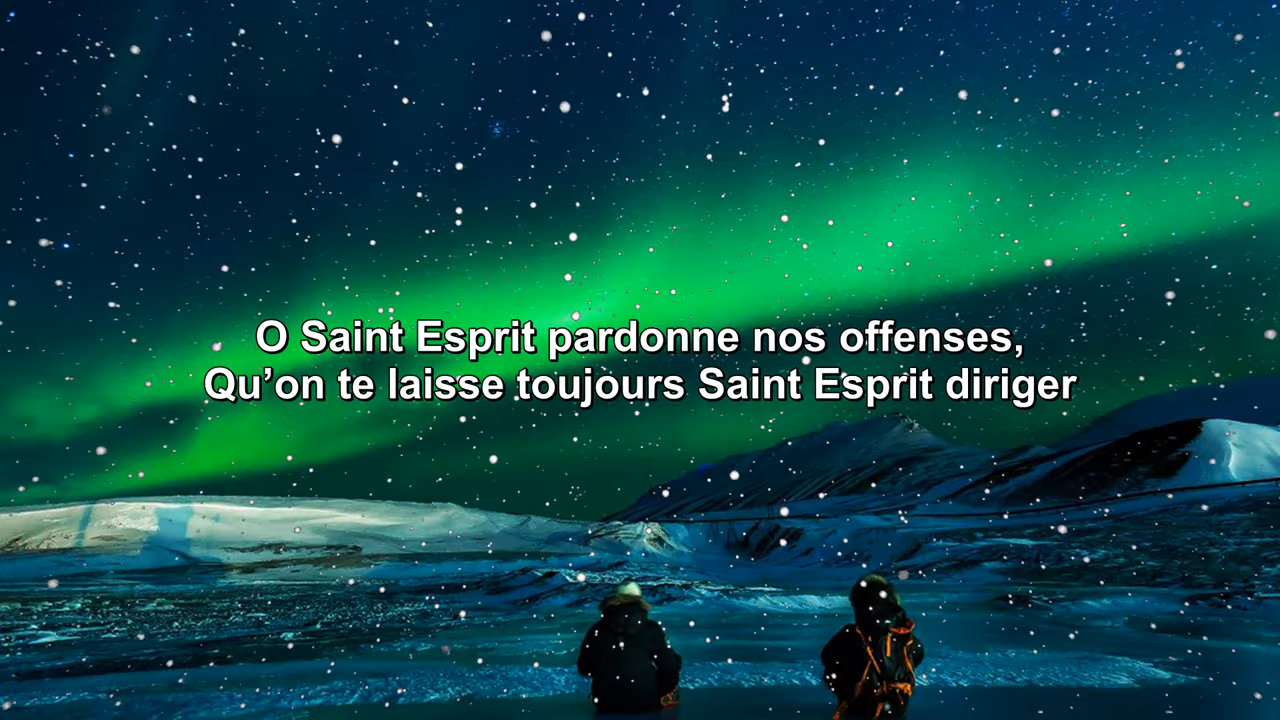 O Saint Esprit pardonne nos offenses,
Qu’on te laisse toujours Saint Esprit diriger